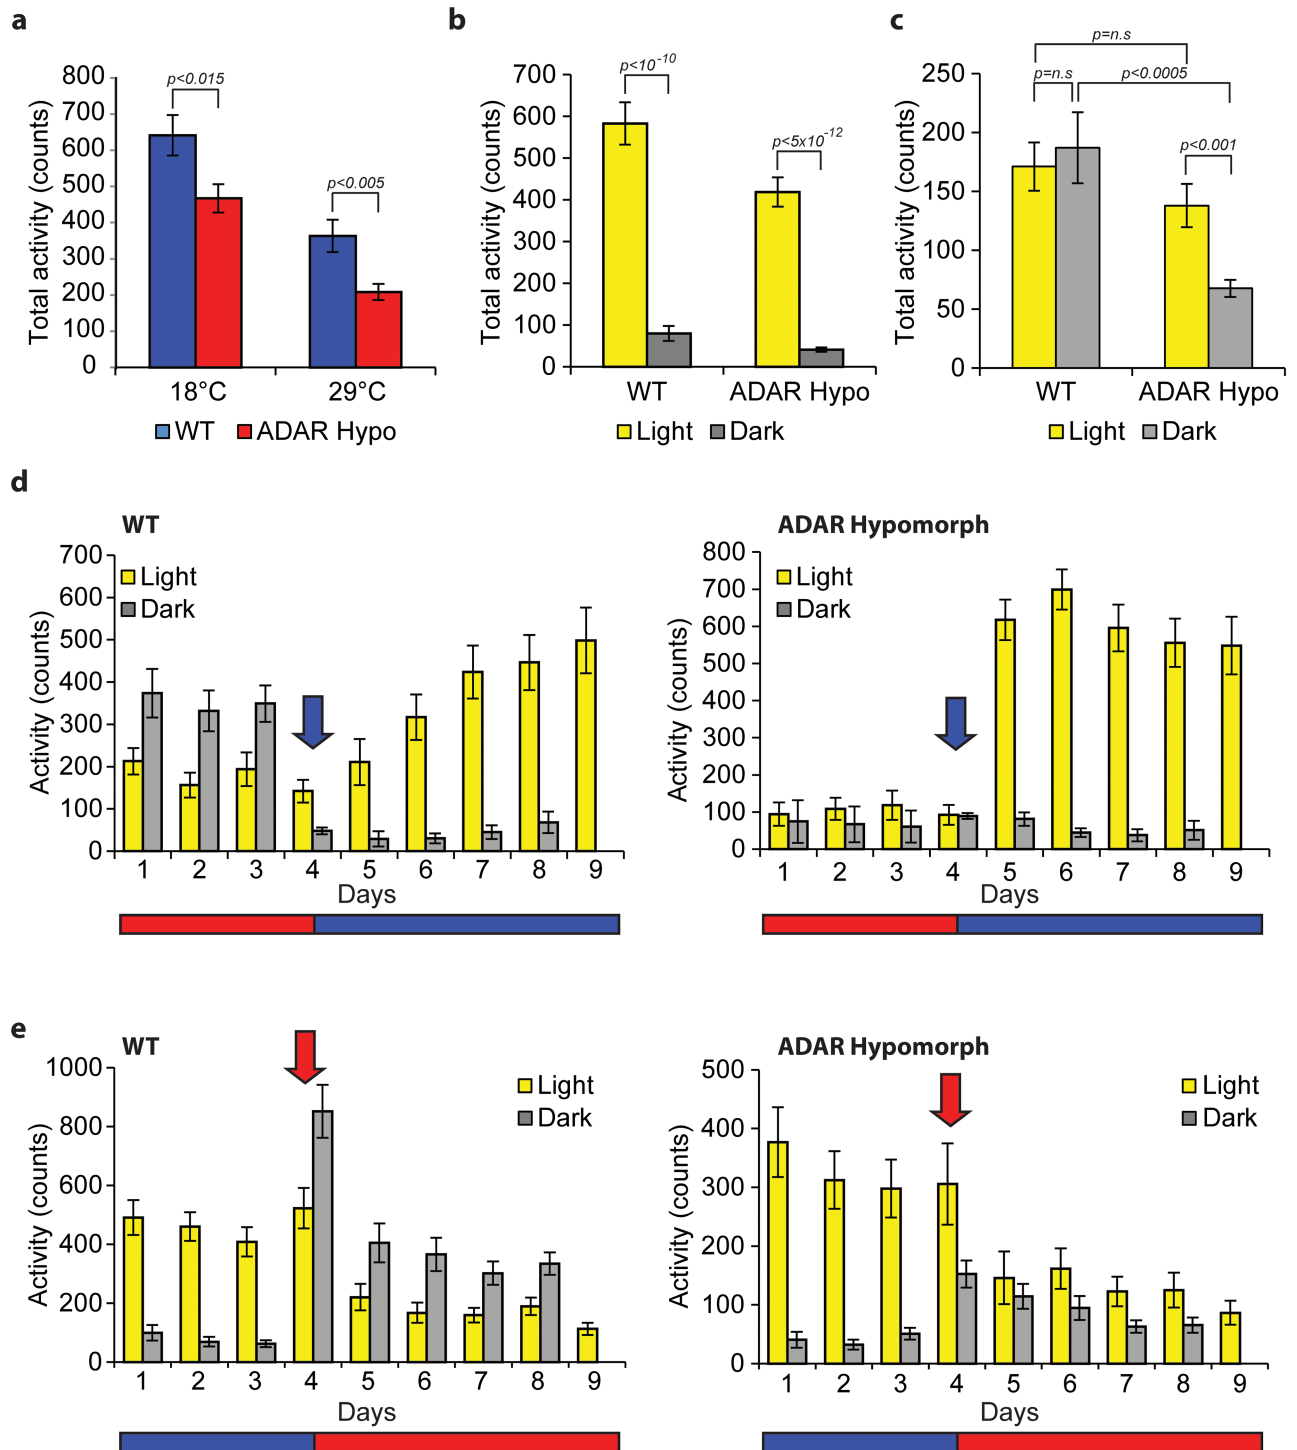 a
Total activity (counts)
800
700
600
500
400
300
200
100
0
p<0.015
p<0.005
18°C 29°C
WT ADAR Hypo
b
Total activity (counts)
700
600
500
400
300
200
100
0
p<10-10
p<5x10-12
WT ADAR Hypo
Light Dark
c
Total activity (counts)
250
200
150
100
50
0
p=n.s
p=n.s
p<0.0005
p<0.001
WT ADAR Hypo
Light Dark
d
WT
Activity (counts)
700
600
500
400
300
200
100
0
Light
Dark
1 2 3 4 5 6 7 8 9
Days
ADAR Hypomorph
Activity (counts)
800
700
600
500
400
300
200
100
0
Light
Dark
1 2 3 4 5 6 7 8 9
Days
e
WT
Activity (counts)
1000
800
600
400
200
0
Light
Dark
1 2 3 4 5 6 7 8 9
Days
ADAR Hypomorph
Activity (counts)
500
400
300
200
100
0
Light
Dark
1 2 3 4 5 6 7 8 9
Days